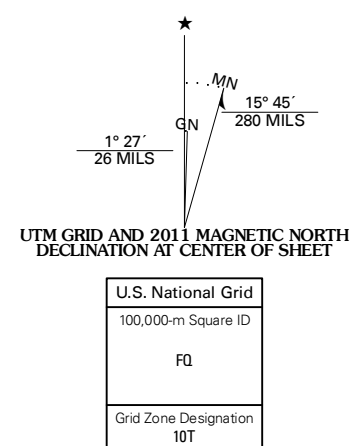 ★
MN
15° 45´
280 MILS
GN
1° 27´
26 MILS
UTM GRID AND 2011 MAGNETIC NORTH
DECLINATION AT CENTER OF SHEET
U.S. National Grid
100,000-m Square ID
FQ
Grid Zone Designation
10T